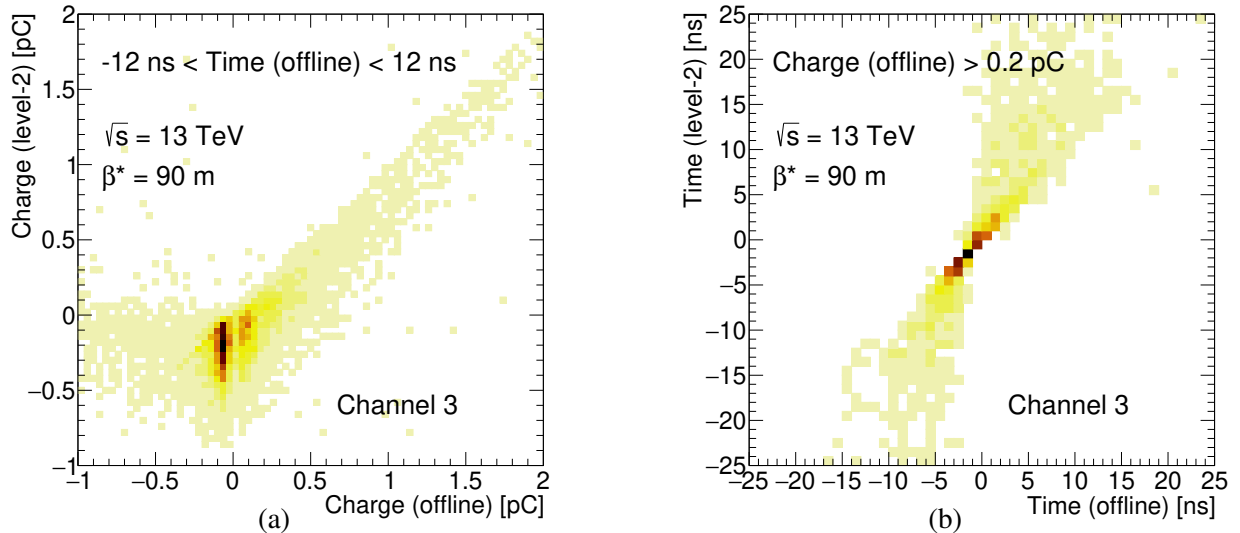 Charge (level-2) [pC]
2
1.5
1
0.5
0
−0.5
−1
-12 ns < Time (offline) < 12 ns
√s = 13 TeV
β* = 90 m
Channel 3
−1 −0.5 0 0.5 1 1.5 2
Charge (offline) [pC]
(a)
Time (level-2) [ns]
25
20
15
10
5
0
−5
−10
−15
−20
−25
Charge (offline) > 0.2 pC
√s = 13 TeV
β* = 90 m
Channel 3
−25 −20 −15 −10 −5 0 5 10 15 20 25
Time (offline) [ns]
(b)